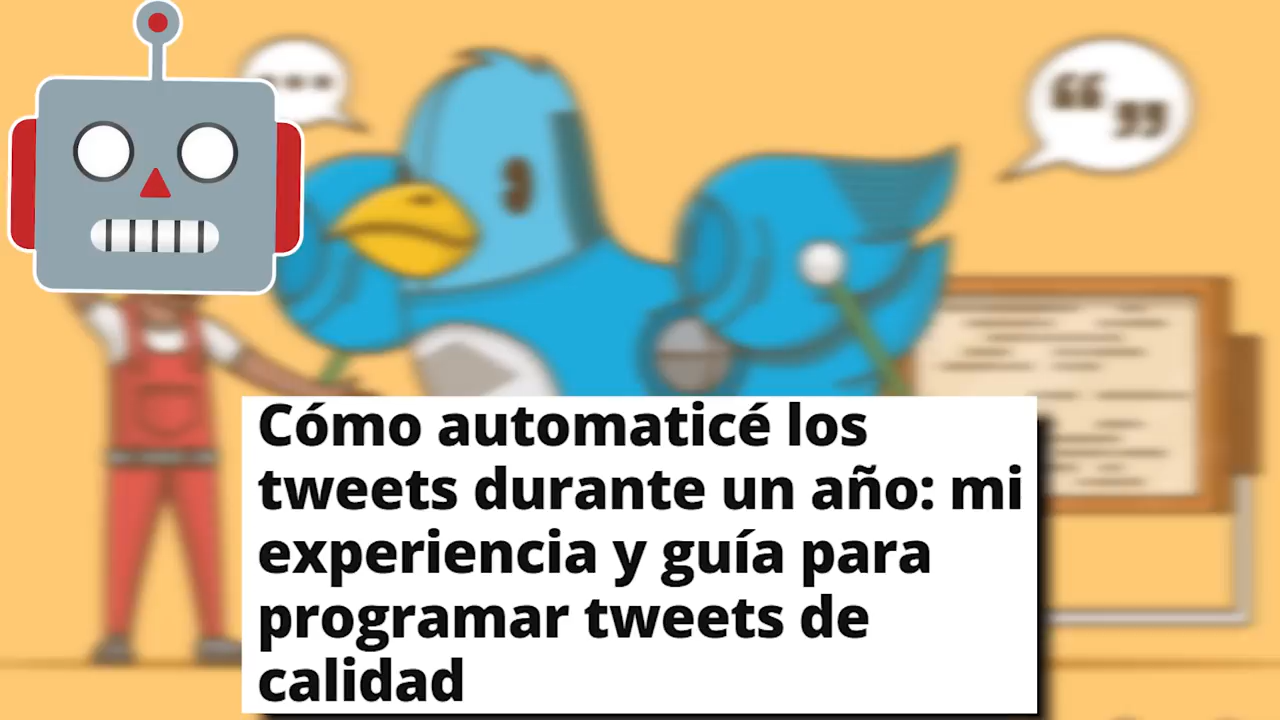 Cómo automaticé los
tweets durante un año: mi
experiencia y guía para
programar tweets de
calidad